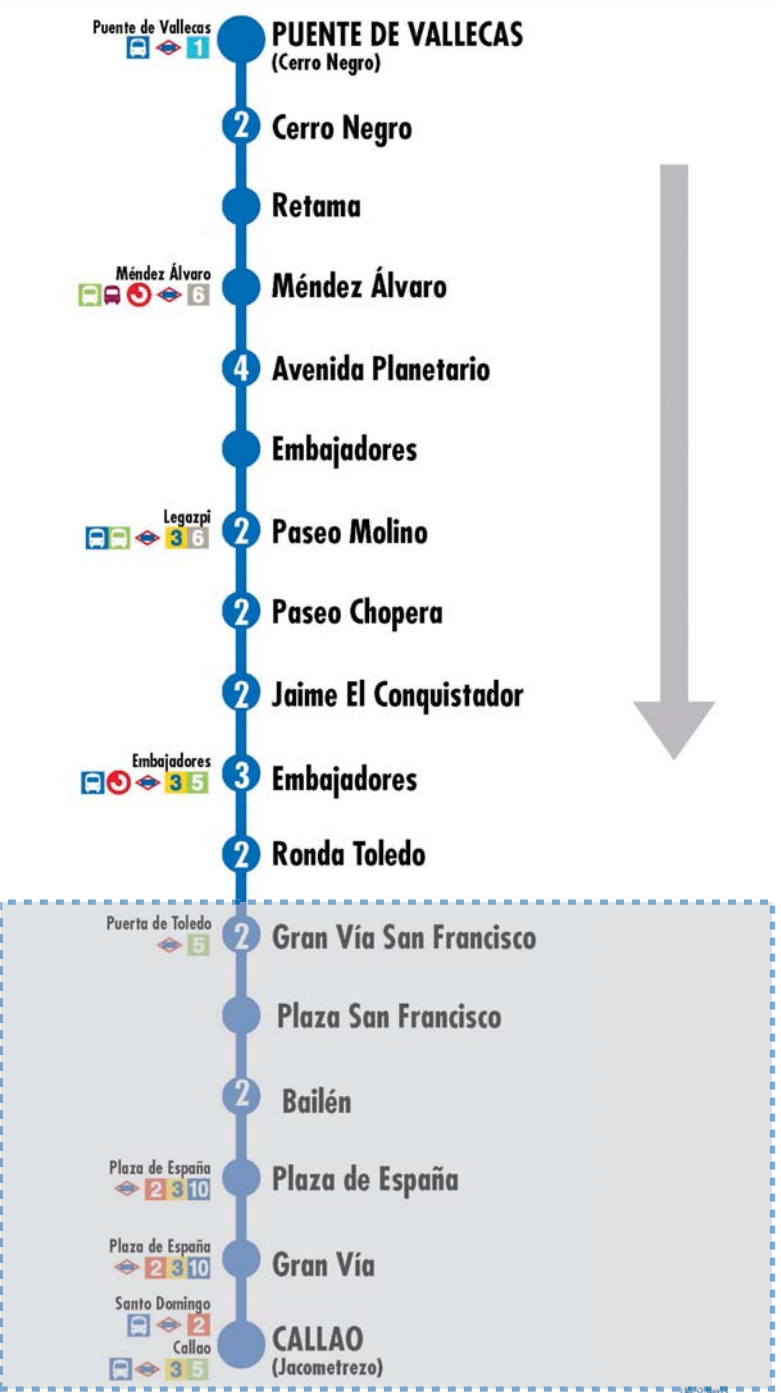 Puente de Vallecas
1
PUENTE DE VALLECAS
(Cerro Negro)
2 Cerro Negro
Retama
Méndez Álvaro
6
Méndez Álvaro
4 Avenida Planetario
Embajadores
Legazpi
3 6
2 Paseo Molino
2 Paseo Chopera
2 Jaime El Conquistador
Embajadores
3 5
3 Embajadores
2 Ronda Toledo
Puerta de Toledo
5
2 Gran Vía San Francisco
Plaza San Francisco
2 Bailén
Plaza de España
2 3 10
Plaza de España
Plaza de España
2 3 10
Gran Vía
Santo Domingo
2
Callao
3 5
CALLAO
(Jacometrezo)